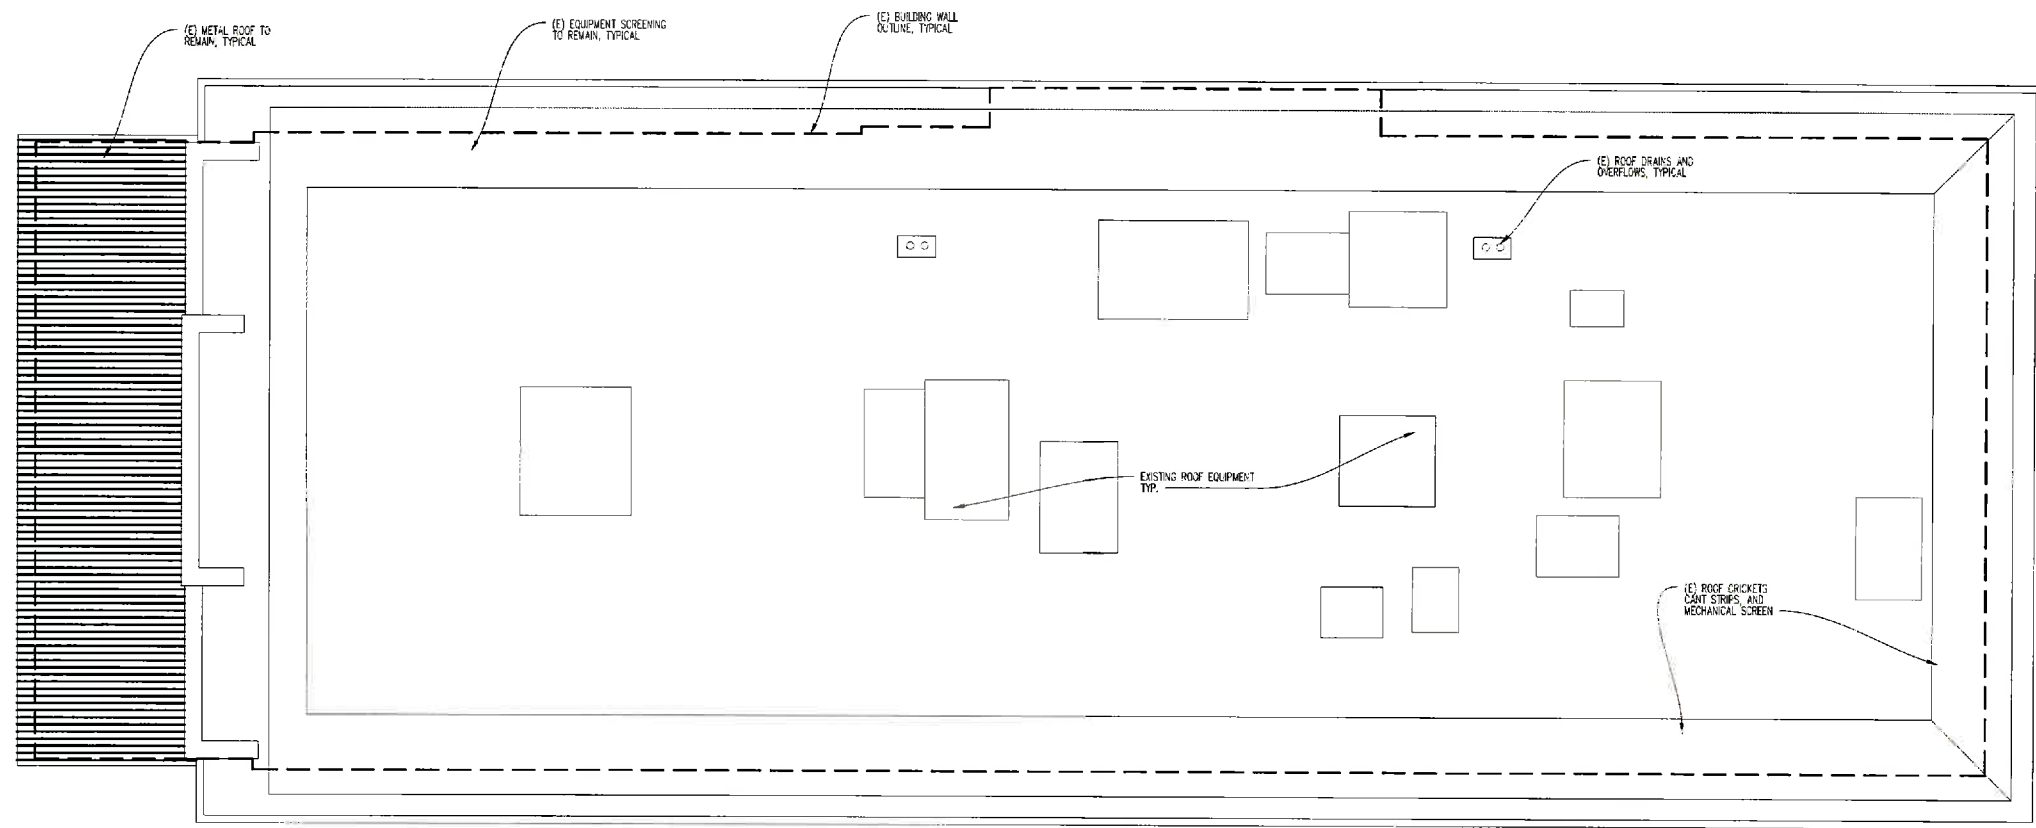 (E) METAL ROOF TO
REMAIN, TYPICAL
(E) EQUIPMENT SCREENING
TO REMAIN, TYPICAL
(E) BUILDING WALL
OUTLINE, TYPICAL
(E) ROOF DRAINS AND
OVERFLOWS, TYPICAL
EXISTING ROOF EQUIPMENT
TYP.
(E) ROOF CRICKETS
CANT STRIPS, AND
MECHANICAL SCREEN